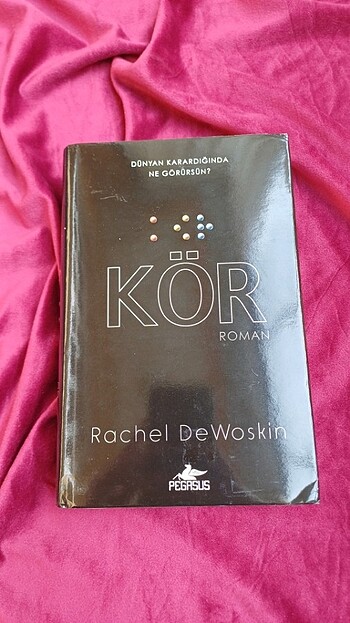 DÜNYAN KARARDIĞINDA
NE GÖRÜRSÜN?
KÖR
ROMAN
Rachel DeWoskin
PEGASUS